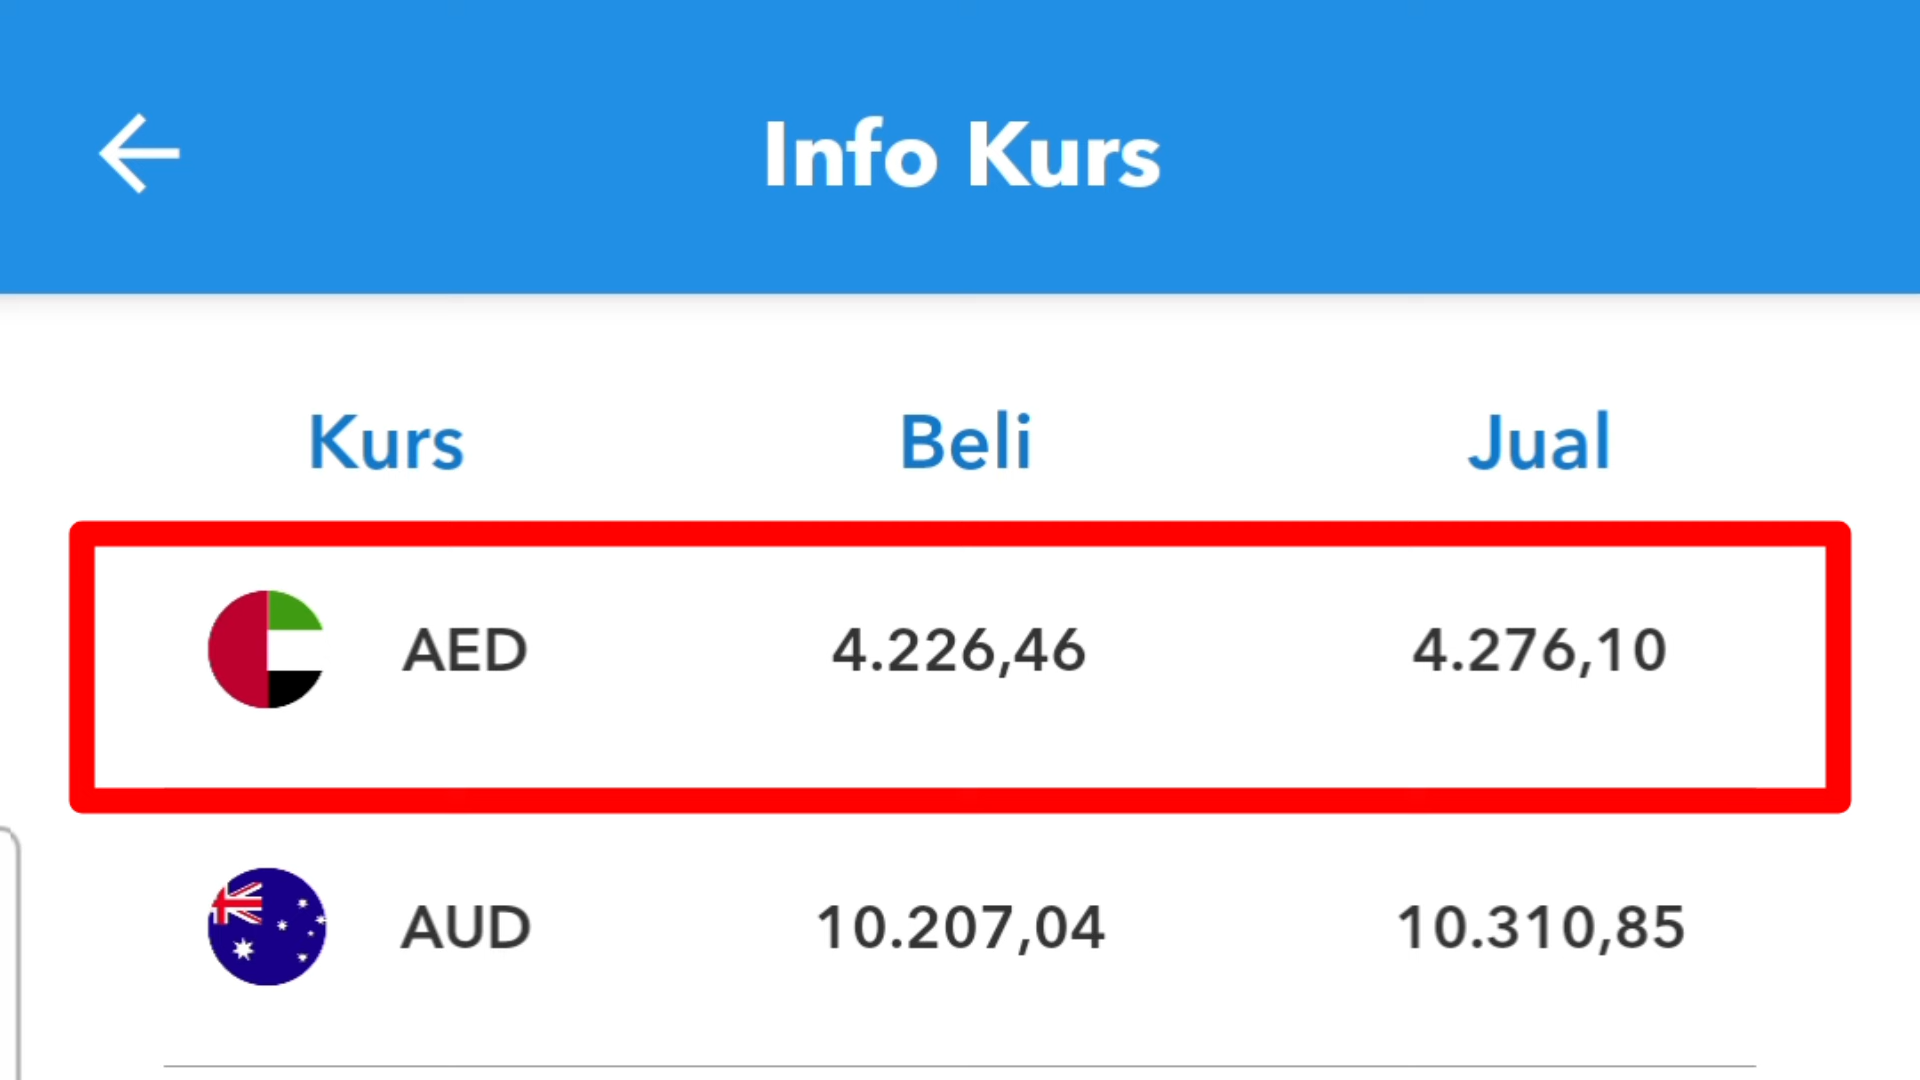 Info Kurs
Kurs Beli Jual
AED 4.226,46 4.276,10
AUD 10.207,04 10.310,85